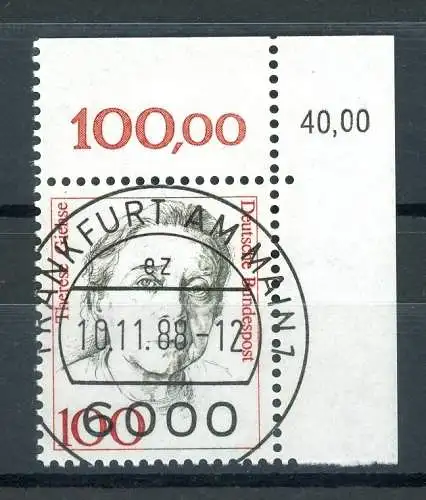 100,00
40,00
Therese Giehse
Deutsche Bundespost
FRANKFURT AM MAIN 1
ez
10.11.88-12
6000
100